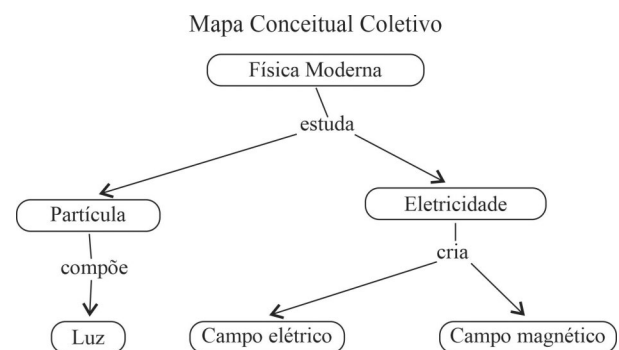 Mapa Conceitual Coletivo
Física Moderna
estuda
Partícula
Eletricidade
compõe
cria
Luz
Campo elétrico
Campo magnético